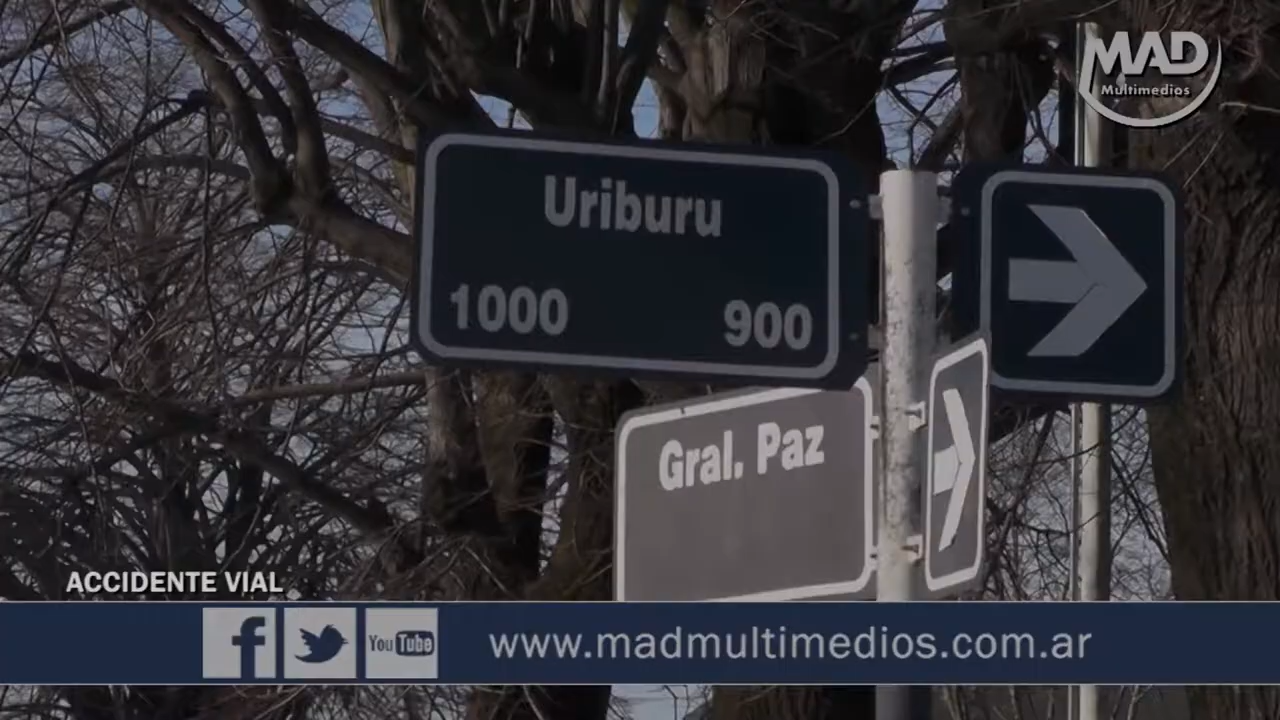 MAD
Multimedios
Uriburu
1000 900
Gral. Paz
ACCIDENTE VIAL
f You Tube www.madmultimedios.com.ar